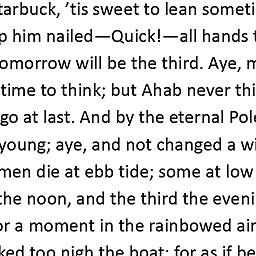 tarbuck, ’tis sweet to lean someti
p him nailed—Quick!—all hands t
omorrow will be the third. Aye, m
time to think; but Ahab never thi
go at last. And by the eternal Pole
young; aye, and not changed a wi
men die at ebb tide; some at low
the noon, and the third the eveni
or a moment in the rainbowed air
ked too nigh the boat; for as if be